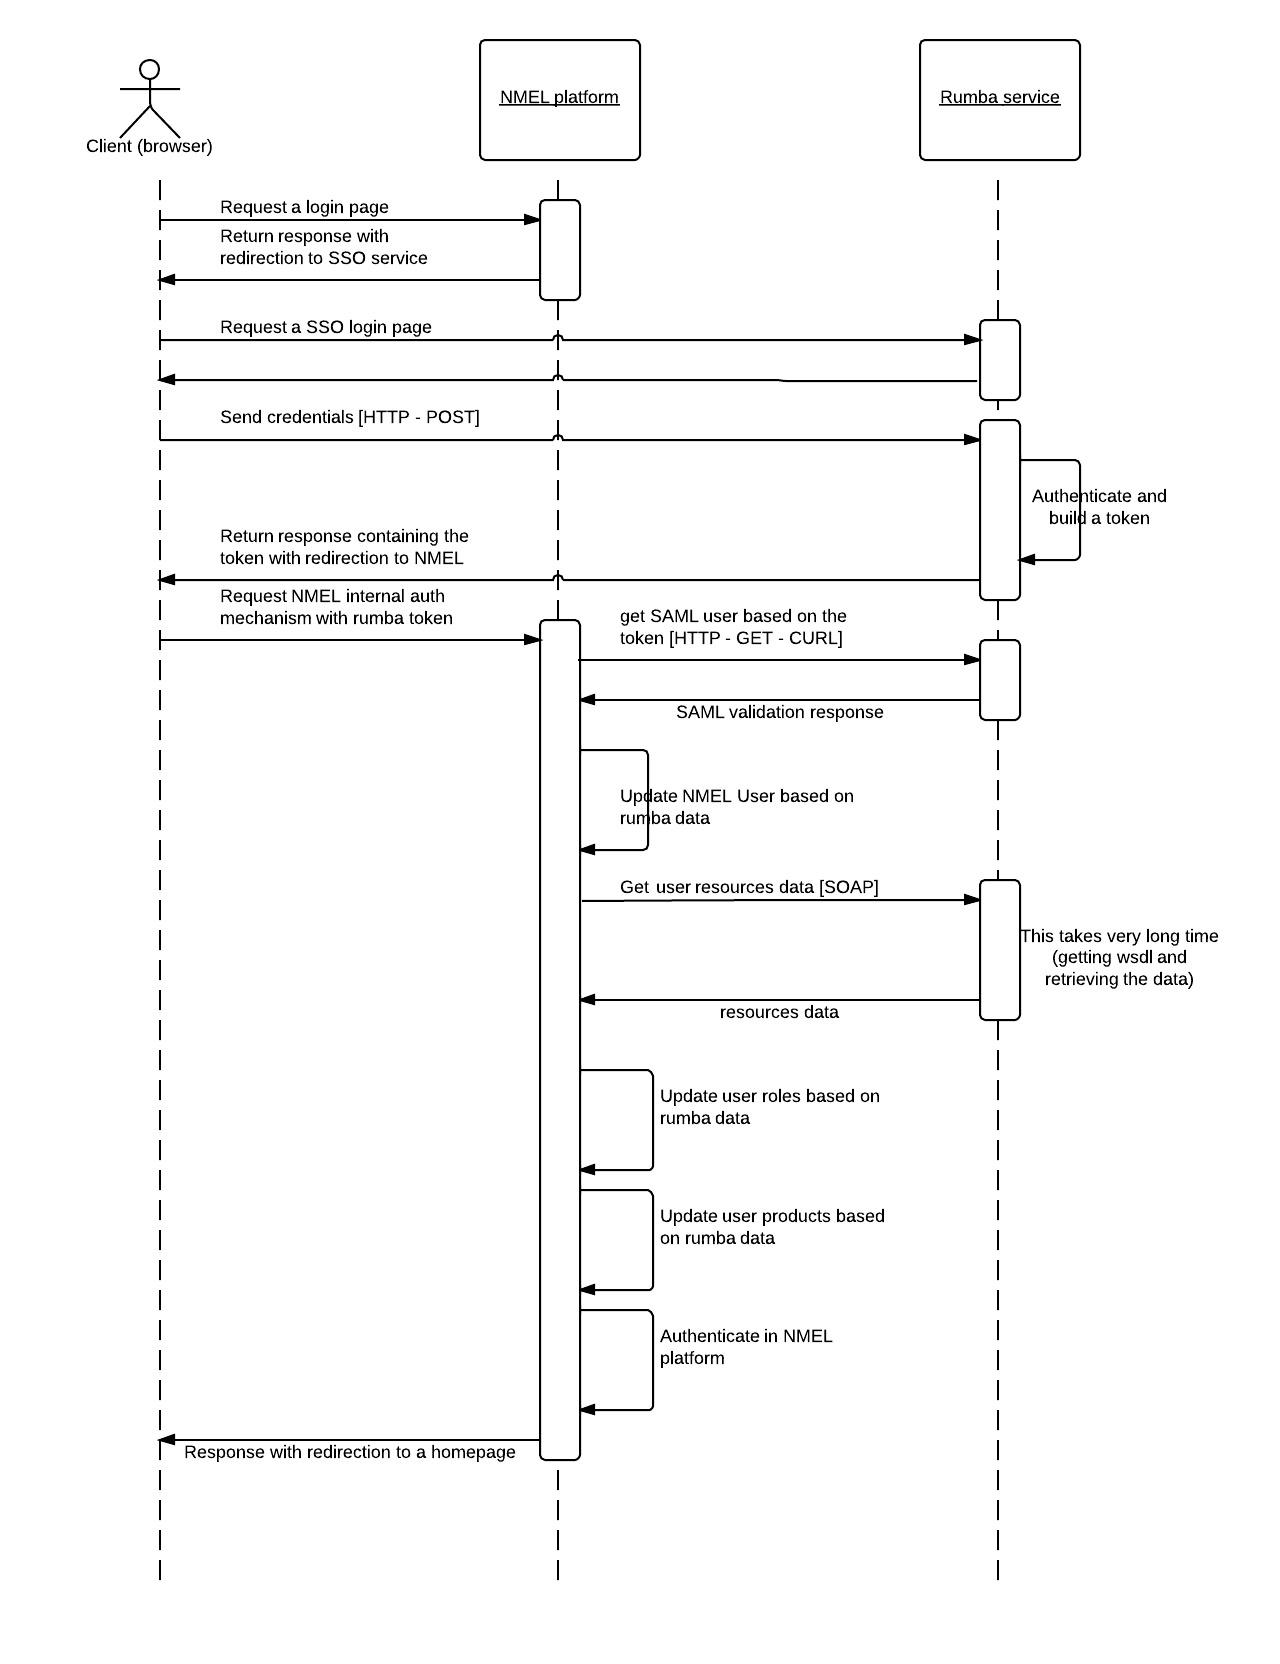 Client (browser)
NMEL platform
Rumba service
Request a login page
Return response with
redirection to SSO service
Request a SSO login page
Send credentials [HTTP - POST]
Authenticate and
build a token
Return response containing the
token with redirection to NMEL
Request NMEL internal auth
mechanism with rumba token
get SAML user based on the
token [HTTP - GET - CURL]
SAML validation response
Update NMEL User based on
rumba data
Get user resources data [SOAP]
This takes very long time
(getting wsdl and
retrieving the data)
resources data
Update user roles based on
rumba data
Update user products based
on rumba data
Authenticate in NMEL
platform
Response with redirection to a homepage